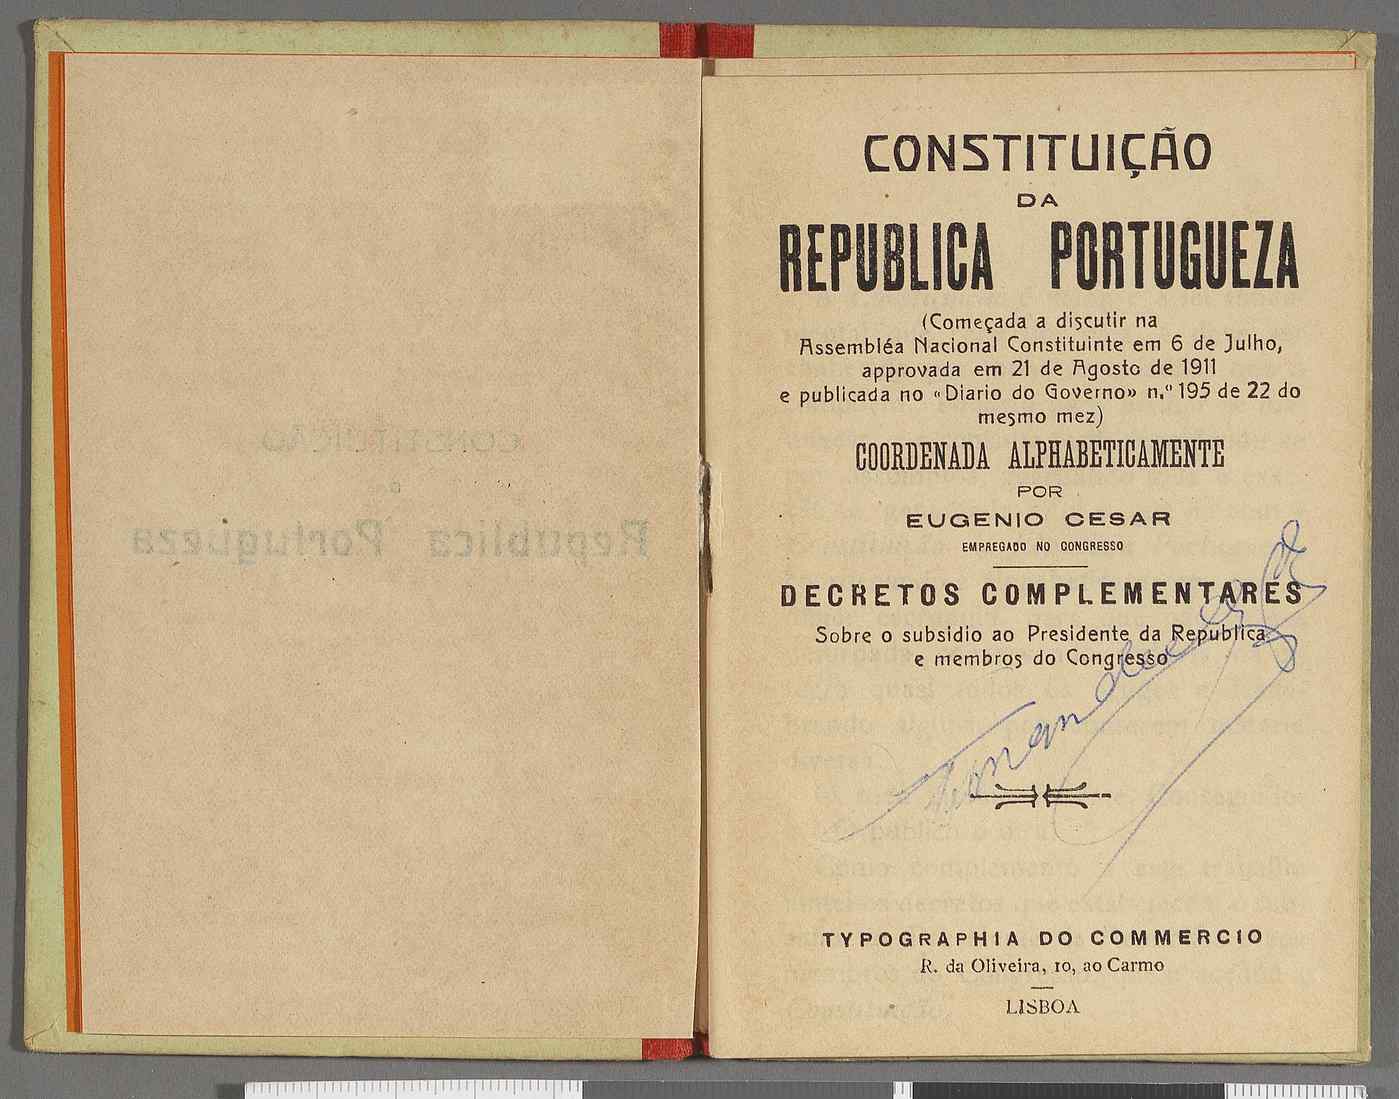 CONSTITUIÇÃO
DA
REPUBLICA PORTUGUEZA
(Começada a discutir na
Assembléa Nacional Constituinte em 6 de Julho,
approvada em 21 de Agosto de 1911
e publicada no «Diario do Governo» n.º 195 de 22 do
mesmo mez)
COORDENADA ALPHABETICAMENTE
POR
EUGENIO CESAR
EMPREGADO NO CONGRESSO
DECRETOS COMPLEMENTARES
Sobre o subsidio ao Presidente da Republica
e membros do Congresso
TYPOGRAPHIA DO COMMERCIO
R. da Oliveira, 10, ao Carmo
LISBOA